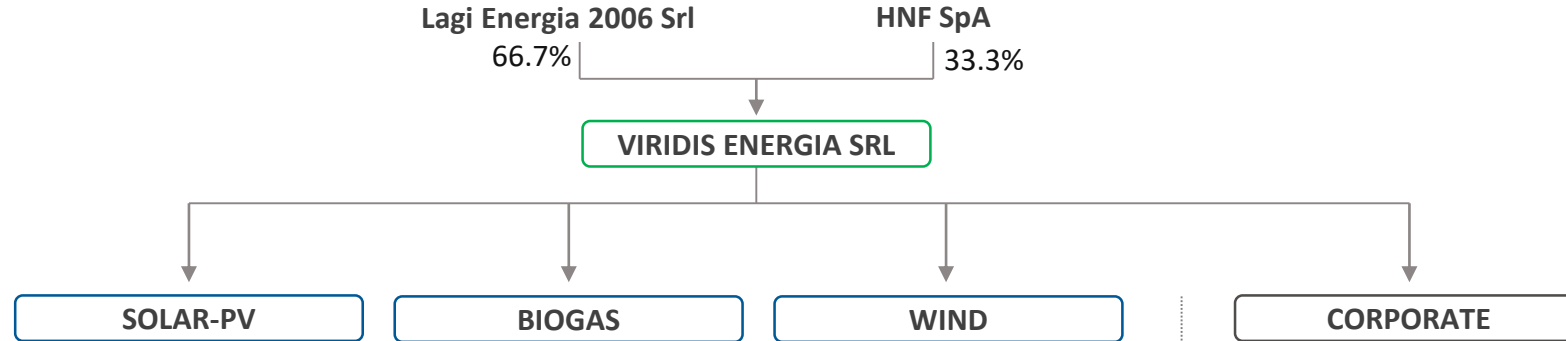 Lagi Energia 2006 Srl HNF SpA
66.7% 33.3%
VIRIDIS ENERGIA SRL
SOLAR-PV BIOGAS WIND CORPORATE